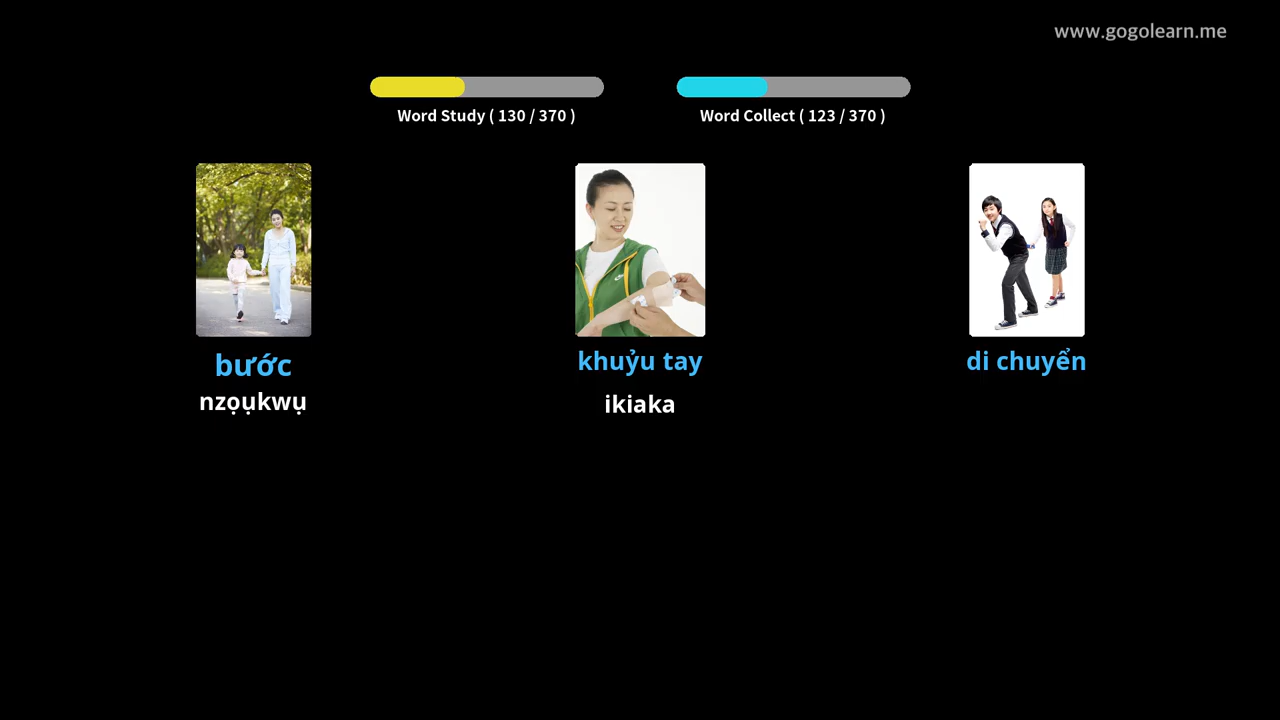 www.gogolearn.me
Word Study ( 130 / 370 )
Word Collect ( 123 / 370 )
bước
khuỷu tay
di chuyển
nzọụkwụ
ikiaka